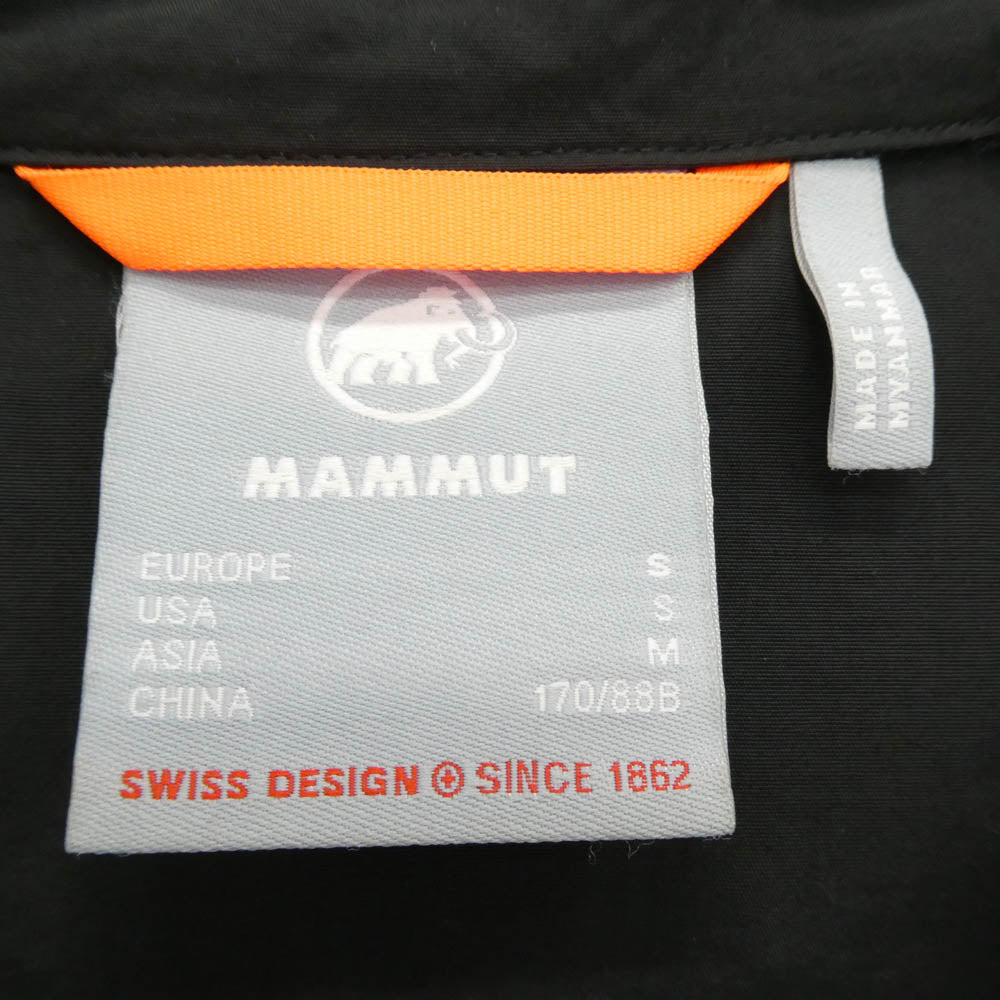 MAMMUT
EUROPE S
USA S
ASIA M
CHINA 170/88B
SWISS DESIGN SINCE 1862
MADE IN
MYANMAR